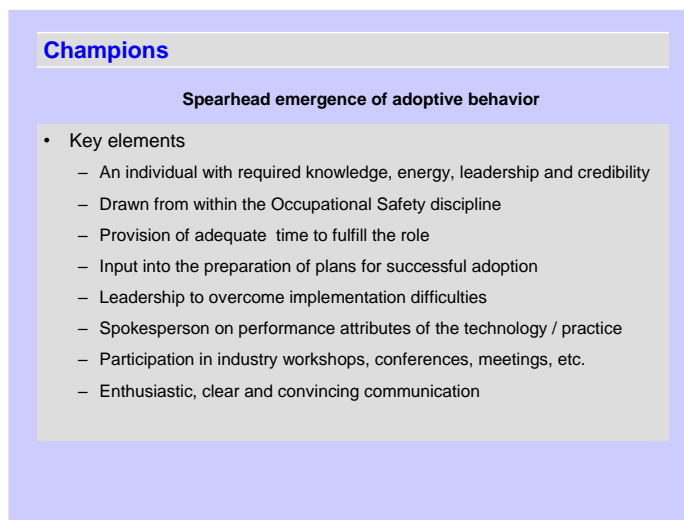 Champions
Spearhead emergence of adoptive behavior
• Key elements
– An individual with required knowledge, energy, leadership and credibility
– Drawn from within the Occupational Safety discipline
– Provision of adequate  time to fulfill the role
– Input into the preparation of plans for successful adoption
– Leadership to overcome implementation difficulties
– Spokesperson on performance attributes of the technology / practice
– Participation in industry workshops, conferences, meetings, etc.
– Enthusiastic, clear and convincing communication